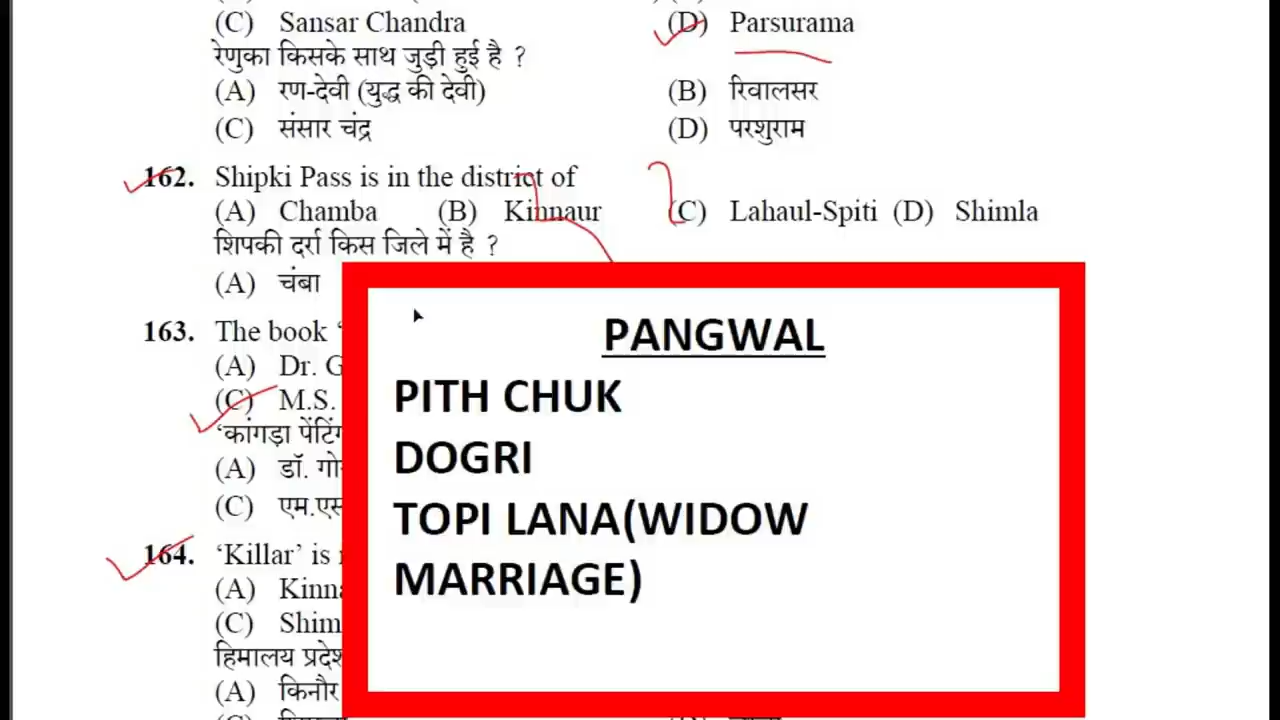 (C) Sansar Chandra (D) Parsurama
रेणुका किसके साथ जुड़ी हुई है ?
(A) रण-देवी (युद्ध की देवी) (B) रिवालसर
(C) संसार चंद्र (D) परशुराम
162. Shipki Pass is in the district of
(A) Chamba (B) Kinnaur (C) Lahaul-Spiti (D) Shimla
शिपकी दर्रा किस जिले में है ?
(A) चंबा
163. The book ‘
(A) Dr. G
(C) M.S.
‘कांगड़ा पेंटिंग
(A) डॉ. गो
(C) एम.एस
164. ‘Killar’ is
(A) Kinna
(C) Shim
हिमालय प्रदेश
(A) किनौर
PANGWAL
PITH CHUK
DOGRI
TOPI LANA(WIDOW
MARRIAGE)